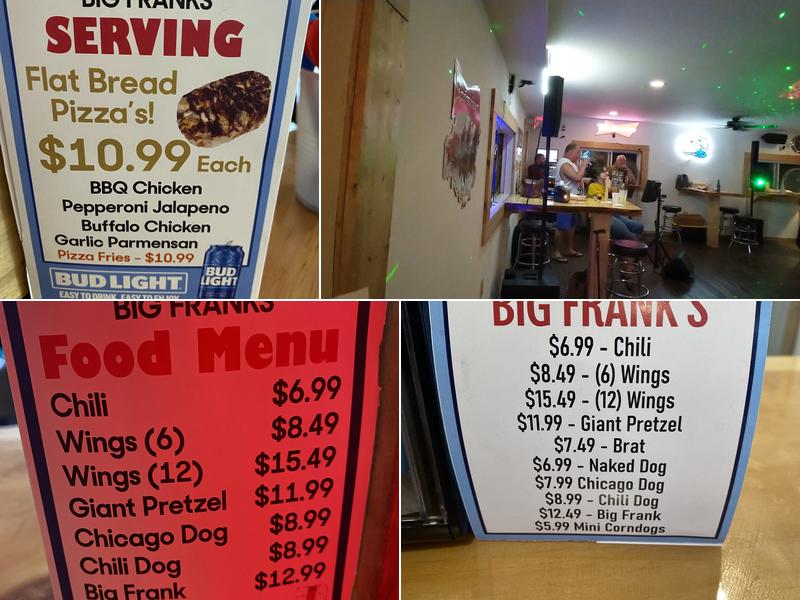 BIG FRANKS
SERVING
Flat Bread
Pizza's!
$10.99 Each
BBQ Chicken
Pepperoni Jalapeno
Buffalo Chicken
Garlic Parmensan
Pizza Fries - $10.99
BUD LIGHT
BUD
LIGHT
EASY TO DRINK. EASY TO ENJOY.
BIG FRANKS
Food Menu
Chili $6.99
Wings (6) $8.49
Wings (12) $15.49
Giant Pretzel $11.99
Chicago Dog $8.99
Chili Dog $8.99
Big Frank $12.99
BIG FRANK'S
$6.99 - Chili
$8.49 - (6) Wings
$15.49 - (12) Wings
$11.99 - Giant Pretzel
$7.49 - Brat
$6.99 - Naked Dog
$7.99 Chicago Dog
$8.99 - Chili Dog
$12.49 - Big Frank
$5.99 Mini Corndogs